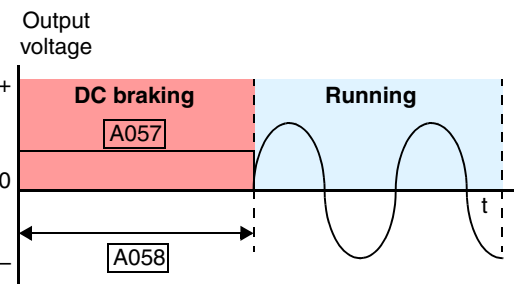 Output
voltage
+
DC braking
Running
A057
0
t
A058
–